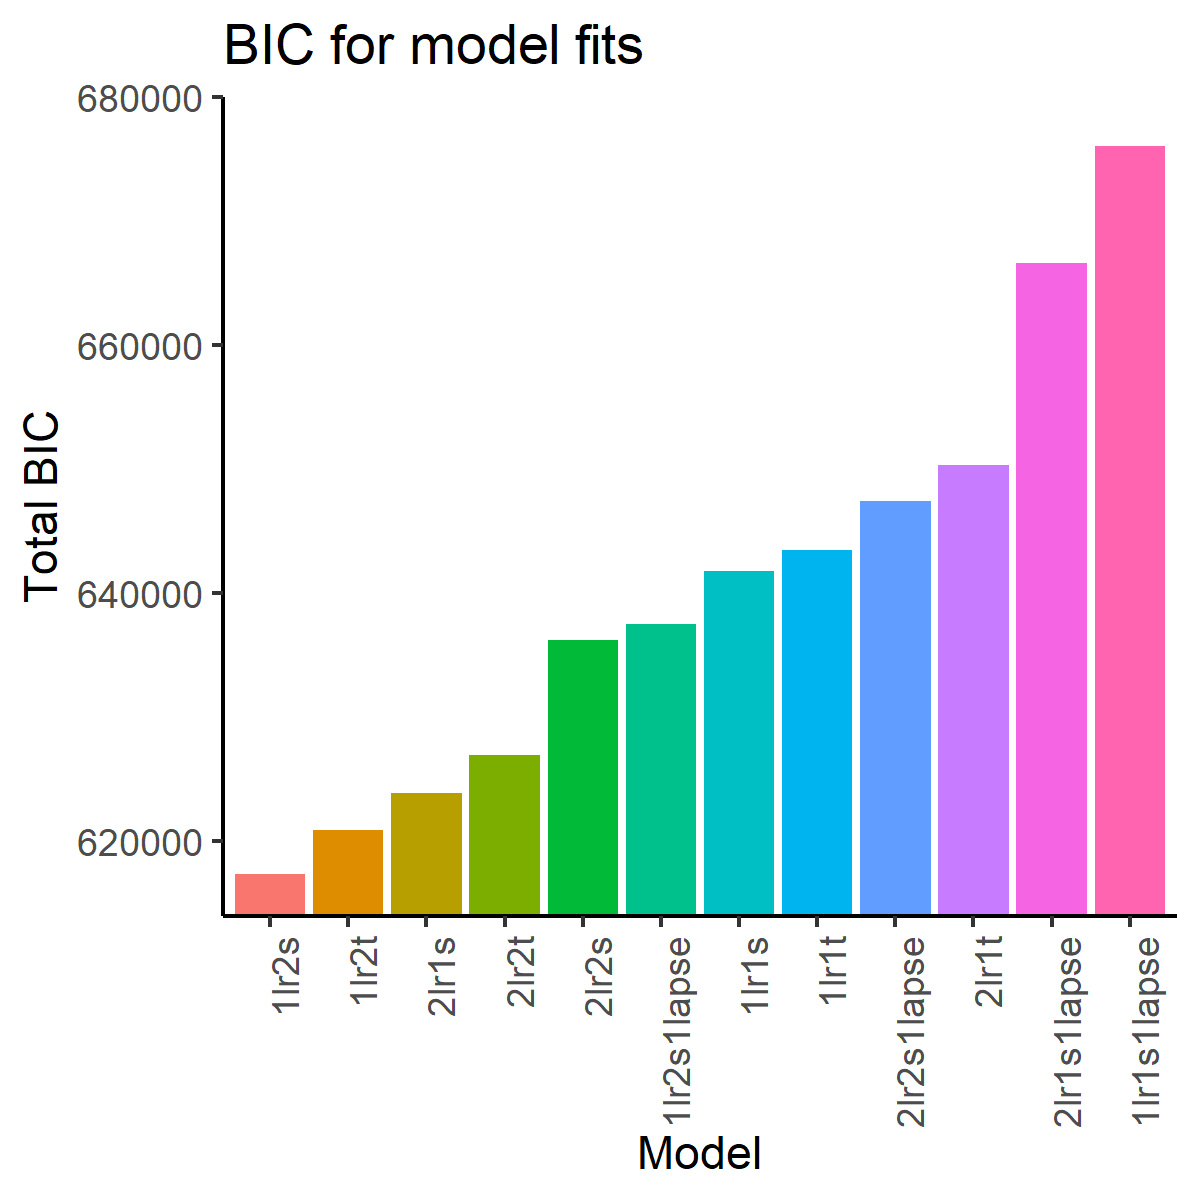 BIC for model fits
Total BIC
680000
660000
640000
620000
1lr2s
1lr2t
2lr1s
2lr2t
2lr2s
1lr2s1lapse
1lr1s
1lr1t
2lr2s1lapse
2lr1t
2lr1s1lapse
1lr1s1lapse
Model